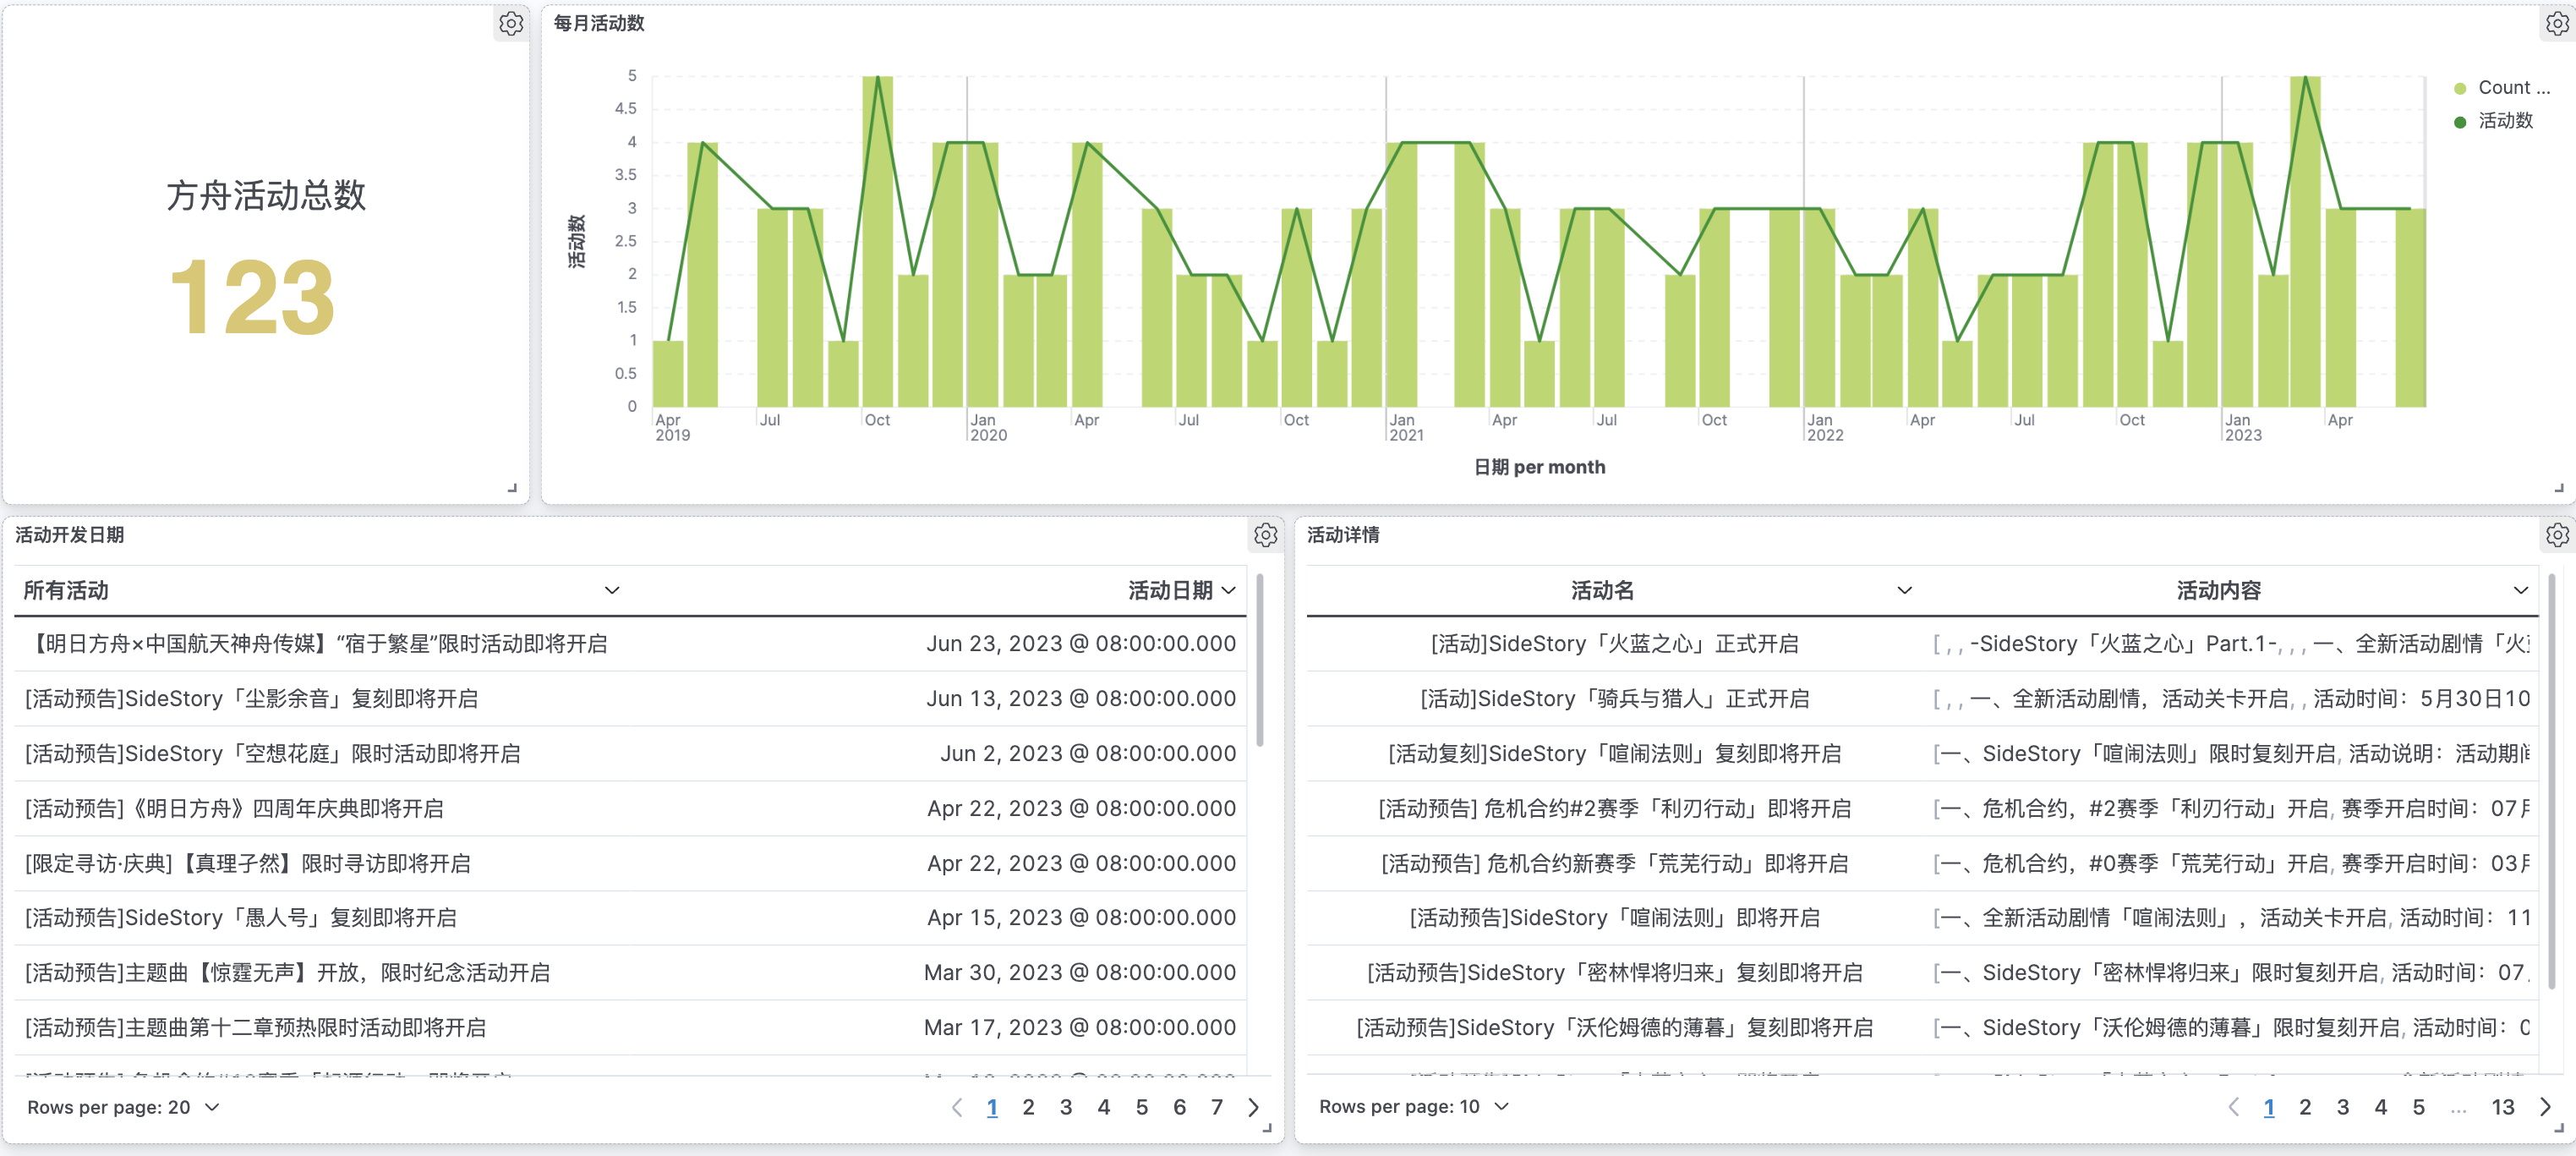 方舟活动总数
123
每月活动数
活动数
5
4.5
4
3.5
3
2.5
2
1.5
1
0.5
0
Apr Jul Oct Jan Apr Jul Oct Jan Apr Jul Oct Jan Apr Jul Oct Jan Apr
2019 2020 2021 2022 2023
日期 per month
Count ...
活动数
活动开发日期
所有活动 活动日期
【明日方舟×中国航天神舟传媒】“宿于繁星”限时活动即将开启 Jun 23, 2023 @ 08:00:00.000
[活动预告]SideStory「尘影余音」复刻即将开启 Jun 13, 2023 @ 08:00:00.000
[活动预告]SideStory「空想花庭」限时活动即将开启 Jun 2, 2023 @ 08:00:00.000
[活动预告]《明日方舟》四周年庆典即将开启 Apr 22, 2023 @ 08:00:00.000
[限定寻访·庆典]【真理孑然】限时寻访即将开启 Apr 22, 2023 @ 08:00:00.000
[活动预告]SideStory「愚人号」复刻即将开启 Apr 15, 2023 @ 08:00:00.000
[活动预告]主题曲【惊霆无声】开放，限时纪念活动开启 Mar 30, 2023 @ 08:00:00.000
[活动预告]主题曲第十二章预热限时活动即将开启 Mar 17, 2023 @ 08:00:00.000
Rows per page: 20 1 2 3 4 5 6 7
活动详情
活动名 活动内容
[活动]SideStory「火蓝之心」正式开启 [ , , -SideStory「火蓝之心」Part.1-, , , 一、全新活动剧情「火
[活动]SideStory「骑兵与猎人」正式开启 [ , , 一、全新活动剧情，活动关卡开启, , 活动时间：5月30日10
[活动复刻]SideStory「喧闹法则」复刻即将开启 [一、SideStory「喧闹法则」限时复刻开启, 活动说明：活动期间
[活动预告] 危机合约#2赛季「利刃行动」即将开启 [一、危机合约，#2赛季「利刃行动」开启, 赛季开启时间：07月
[活动预告] 危机合约新赛季「荒芜行动」即将开启 [一、危机合约，#0赛季「荒芜行动」开启, 赛季开启时间：03月
[活动预告]SideStory「喧闹法则」即将开启 [一、全新活动剧情「喧闹法则」，活动关卡开启, 活动时间：11
[活动预告]SideStory「密林悍将归来」复刻即将开启 [一、SideStory「密林悍将归来」限时复刻开启, 活动时间：07
[活动预告]SideStory「沃伦姆德的薄暮」复刻即将开启 [一、SideStory「沃伦姆德的薄暮」限时复刻开启, 活动时间：0
Rows per page: 10 1 2 3 4 5 ... 13